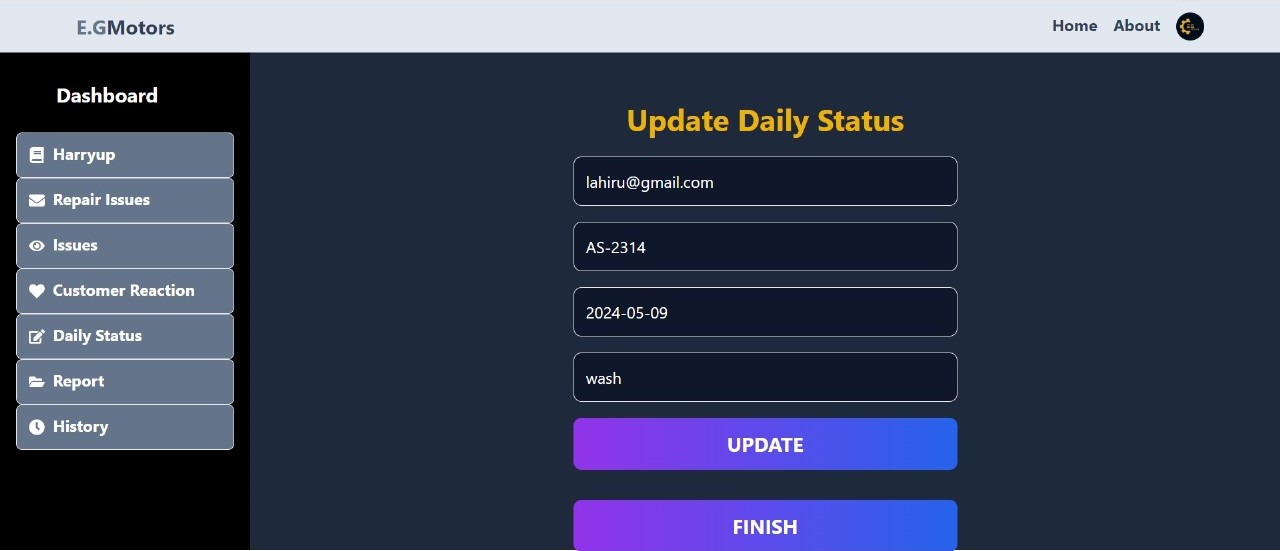 E.GMotors
Home About
Dashboard
Harryup
Repair Issues
Issues
Customer Reaction
Daily Status
Report
History
Update Daily Status
lahiru@gmail.com
AS-2314
2024-05-09
wash
UPDATE
FINISH